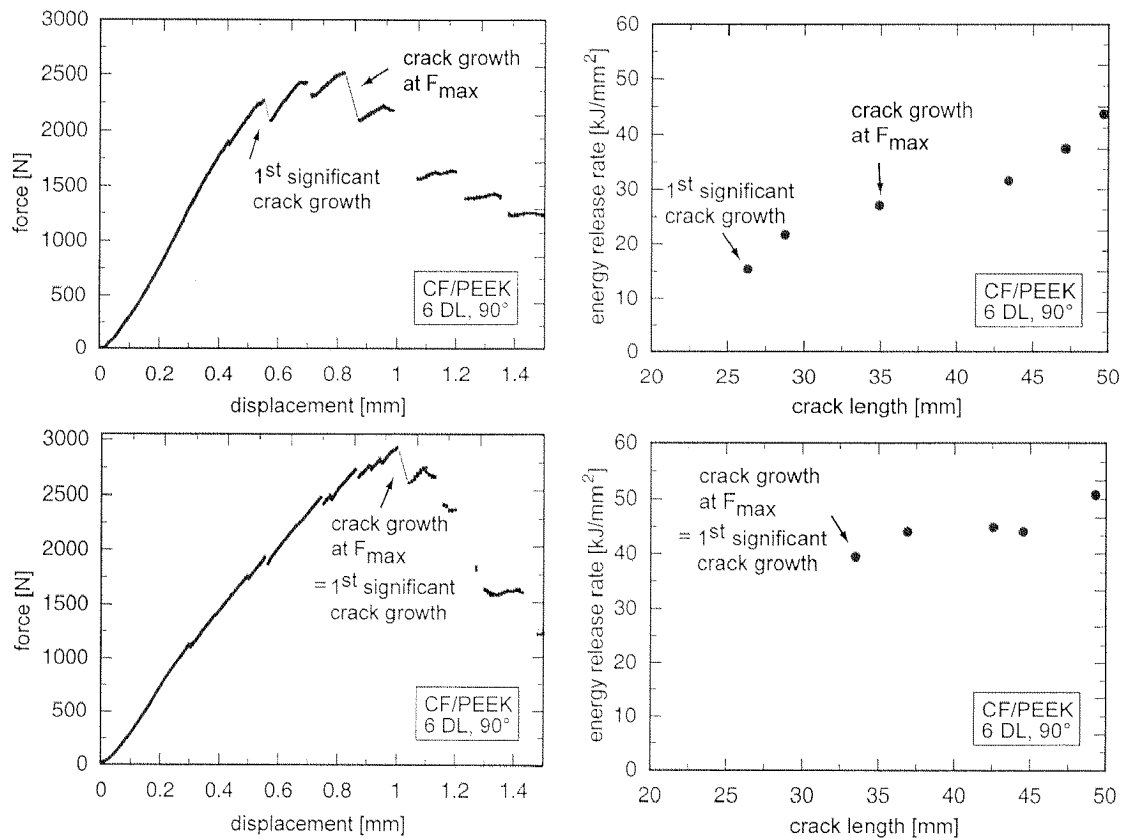 3000
2500
2000
1500
1000
500
0
force [N]
crack growth
at Fmax
1st significant
crack growth
CF/PEEK
6 DL, 90°
0 0.2 0.4 0.6 0.8 1 1.2 1.4
displacement [mm]
60
50
40
30
20
10
0
energy release rate [kJ/mm²]
crack growth
at Fmax
1st significant
crack growth
CF/PEEK
6 DL, 90°
20 25 30 35 40 45 50
crack length [mm]
3000
2500
2000
1500
1000
500
0
force [N]
crack growth
at Fmax
= 1st significant
crack growth
CF/PEEK
6 DL, 90°
0 0.2 0.4 0.6 0.8 1 1.2 1.4
displacement [mm]
60
50
40
30
20
10
0
energy release rate [kJ/mm²]
crack growth
at Fmax
= 1st significant
crack growth
CF/PEEK
6 DL, 90°
20 25 30 35 40 45 50
crack length [mm]